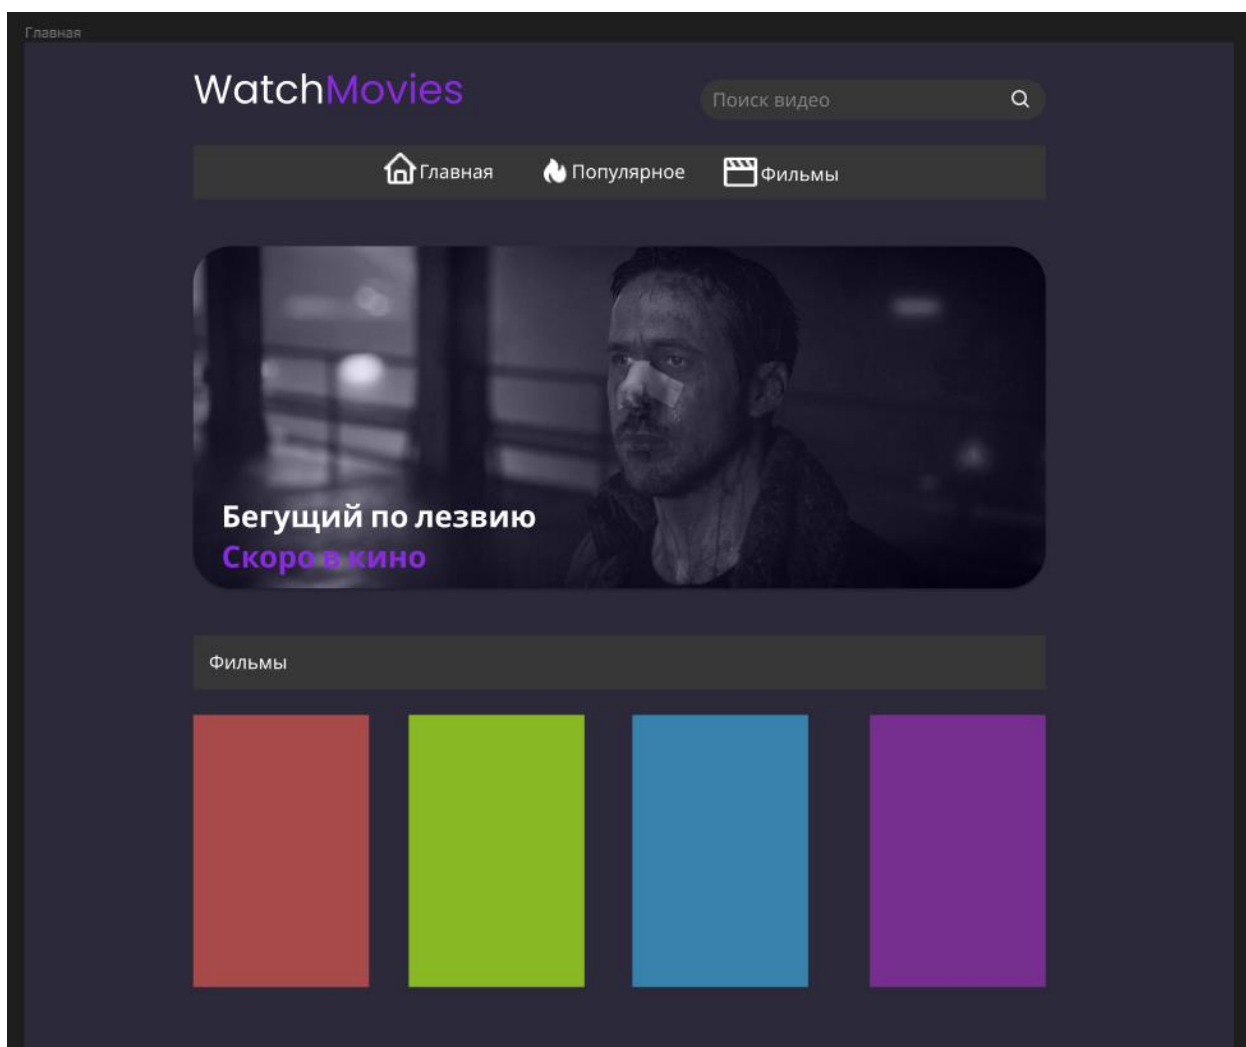 Главная
WatchMovies
Поиск видео
Главная Популярное Фильмы
Бегущий по лезвию
Скоро в кино
Фильмы